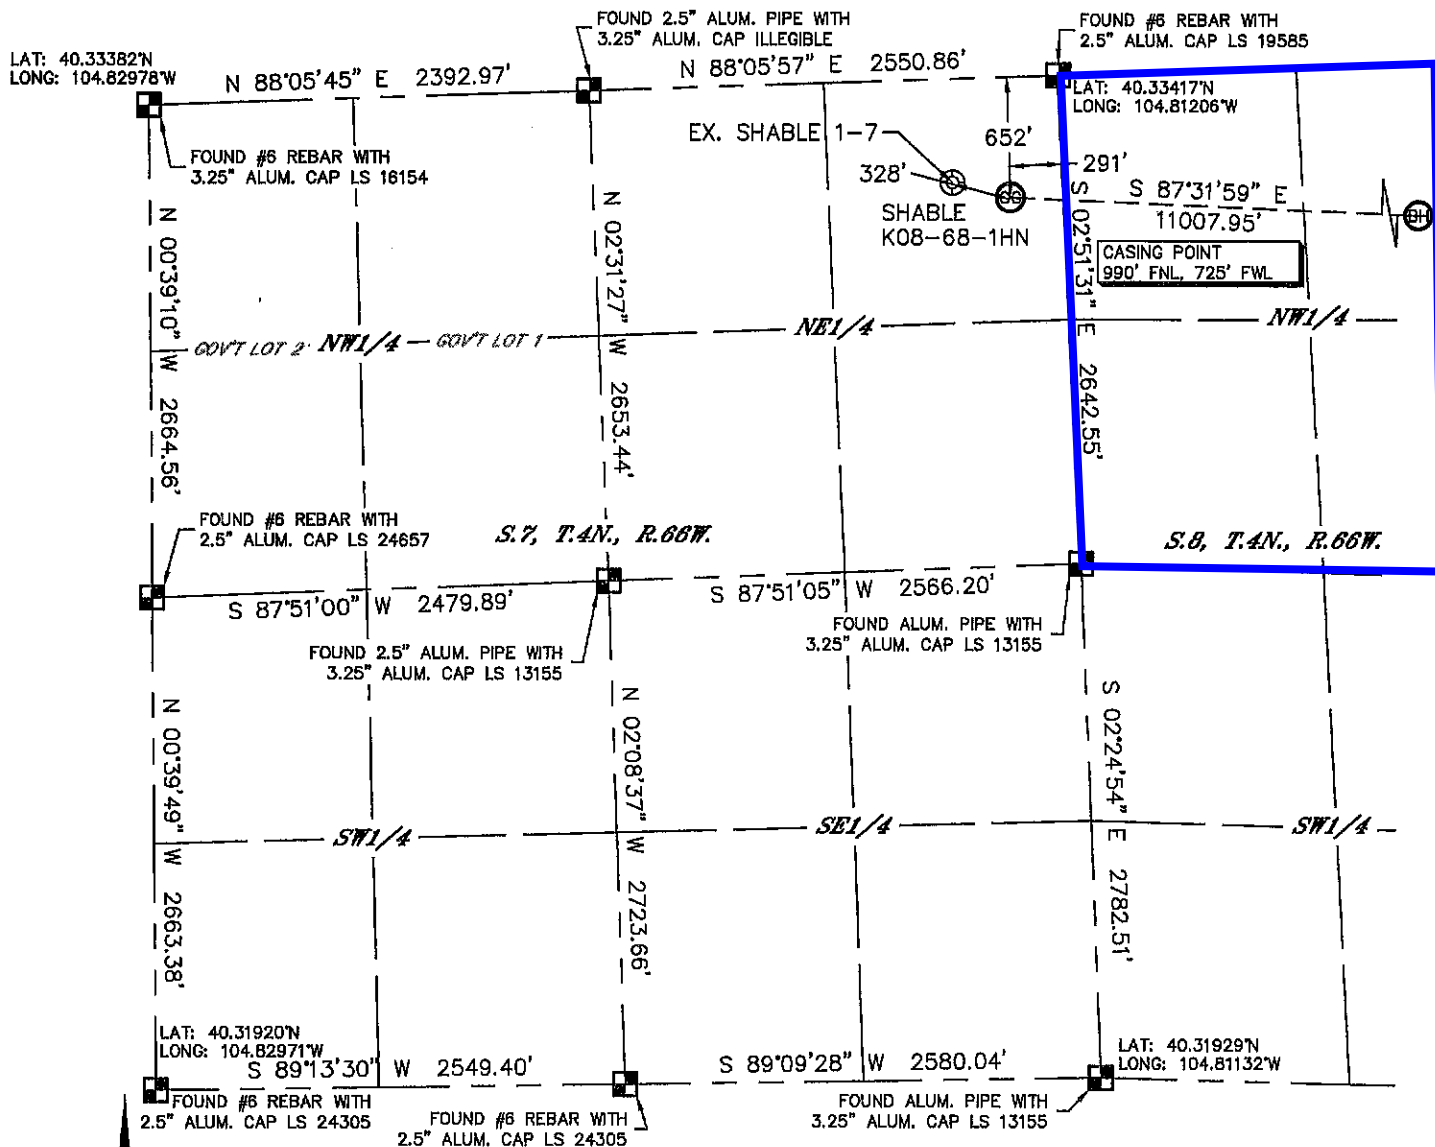 FOUND 2.5" ALUM. PIPE WITH
3.25" ALUM. CAP ILLEGIBLE
FOUND #6 REBAR WITH
2.5" ALUM. CAP LS 19585
LAT: 40.33382°N
LONG: 104.82978°W
N 88°05'45" E 2392.97'
N 88°05'57" E 2550.86'
LAT: 40.33417°N
LONG: 104.81206°W
EX. SHABLE 1-7
652'
FOUND #6 REBAR WITH
3.25" ALUM. CAP LS 16154
328'
291'
S 87°31'59" E
11007.95'
BH
SHABLE
K08-68-1HN
CASING POINT
990' FNL, 725' FWL
N 00°39'10" W 2664.56'
N 02°31'27" W 2653.44'
S 02°51'31" E 2642.55'
GOV'T LOT 2
NW1/4
GOV'T LOT 1
NE1/4
NW1/4
FOUND #6 REBAR WITH
2.5" ALUM. CAP LS 24657
S.7, T.4N., R.66W.
S.8, T.4N., R.66W.
S 87°51'00" W 2479.89'
S 87°51'05" W 2566.20'
FOUND 2.5" ALUM. PIPE WITH
3.25" ALUM. CAP LS 13155
FOUND ALUM. PIPE WITH
3.25" ALUM. CAP LS 13155
N 00°39'49" W 2663.38'
N 02°08'37" W 2723.66'
S 02°24'54" E 2782.51'
SW1/4
SE1/4
SW1/4
LAT: 40.31920°N
LONG: 104.82971°W
S 89°13'30" W 2549.40'
S 89°09'28" W 2580.04'
LAT: 40.31929°N
LONG: 104.81132°W
FOUND #6 REBAR WITH
2.5" ALUM. CAP LS 24305
FOUND #6 REBAR WITH
2.5" ALUM. CAP LS 24305
FOUND ALUM. PIPE WITH
3.25" ALUM. CAP LS 13155